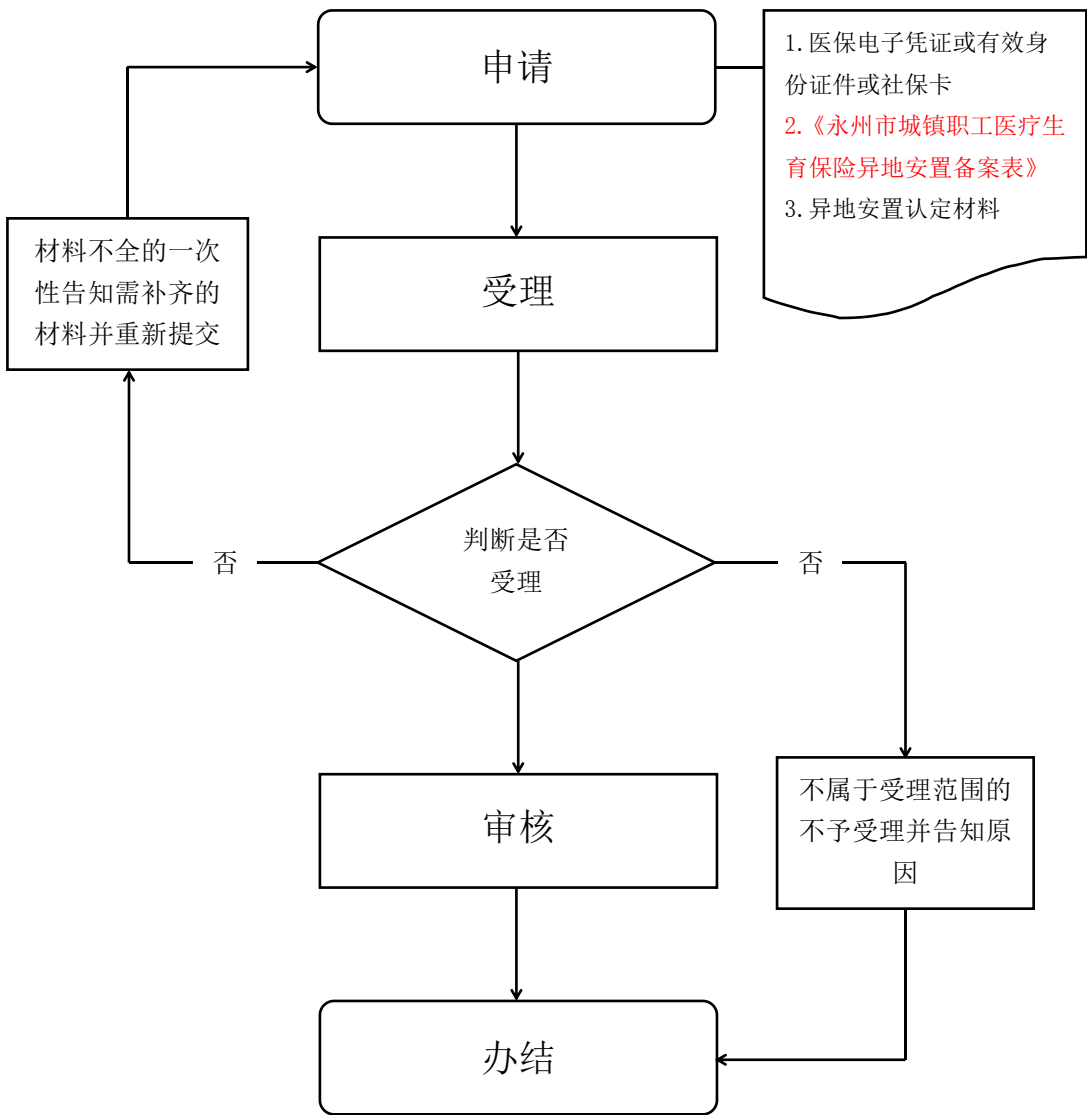 申请
1.医保电子凭证或有效身
份证件或社保卡
2.《永州市城镇职工医疗生
育保险异地安置备案表》
3.异地安置认定材料
材料不全的一次
性告知需补齐的
材料并重新提交
受理
判断是否
受理
否
否
审核
不属于受理范围的
不予受理并告知原
因
办结